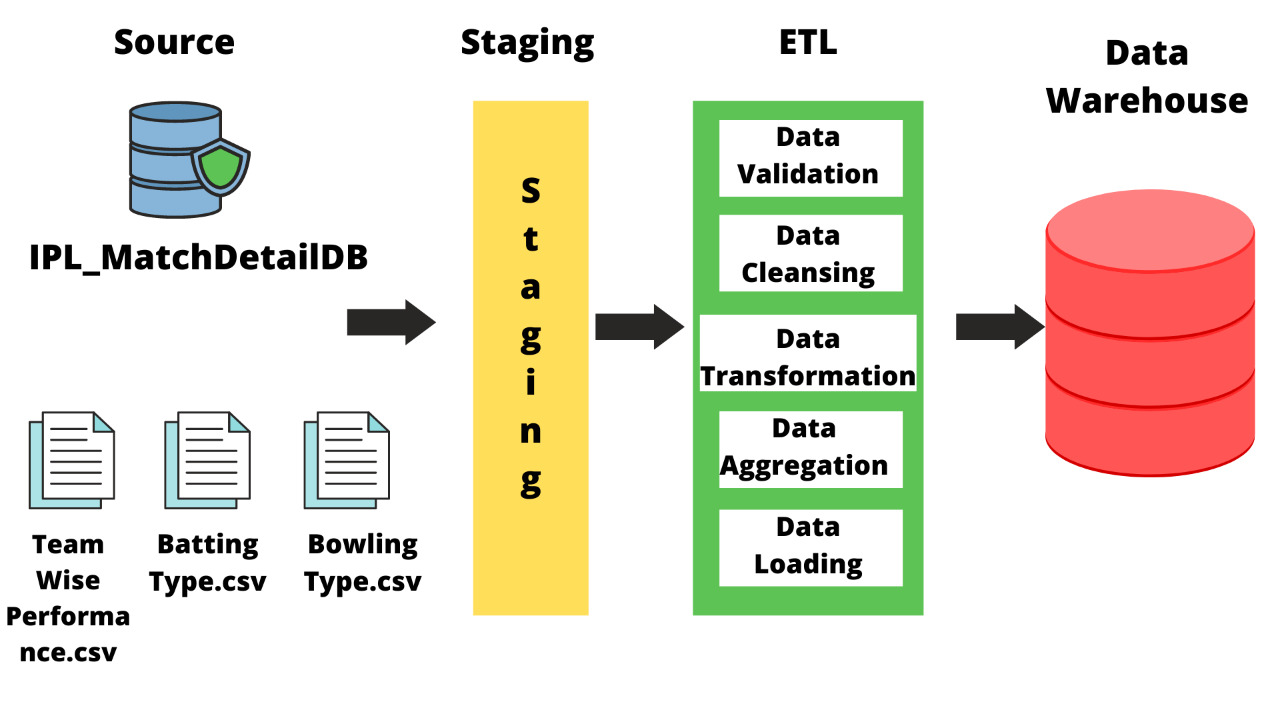 Source
Staging
ETL
Data
Warehouse
IPL_MatchDetailDB
Team
Wise
Performa
nce.csv
Batting
Type.csv
Bowling
Type.csv
S
t
a
g
i
n
g
Data
Validation
Data
Cleansing
Data
Transformation
Data
Aggregation
Data
Loading